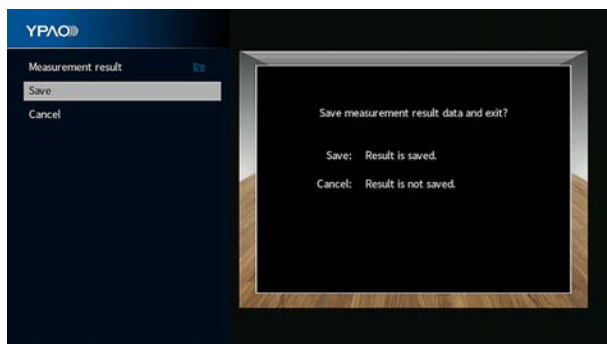 YPAO
Measurement result
Save
Cancel
Save measurement result data and exit?
Save: Result is saved.
Cancel: Result is not saved.